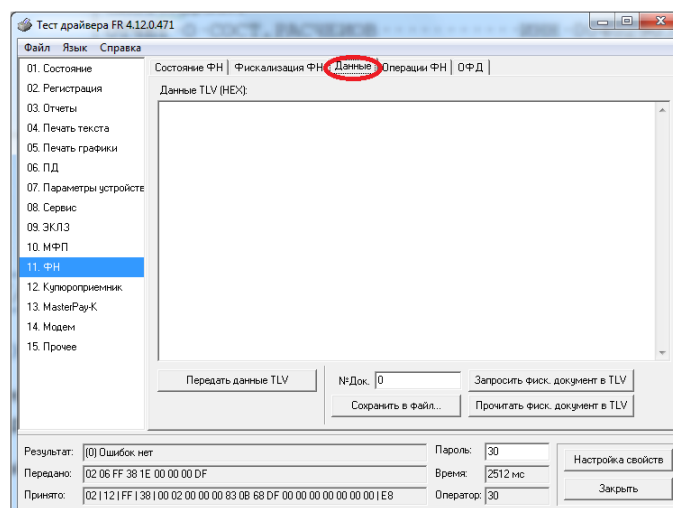 Тест драйвера FR 4.12.0.471
Файл Язык Справка
01. Состояние
02. Регистрация
03. Отчеты
04. Печать текста
05. Печать графики
06. ПД
07. Параметры устройств
08. Сервис
09. ЭКЛЗ
10. МФП
11. ФН
12. Купюроприемник
13. MasterPay-K
14. Модем
15. Прочее
Состояние ФН Фискализация ФН Данные Операции ФН ОФД
Данные TLV (HEX):
Передать данные TLV
№Док. 0
Запросить фиск. документ в TLV
Сохранить в файл...
Прочитать фиск. документ в TLV
Результат: (0) Ошибок нет
Передано: 02 06 FF 38 1E 00 00 00 DF
Принято: 02 | 12 | FF | 38 | 00 02 00 00 00 83 0B 68 DF 00 00 00 00 00 00 00 | E8
Пароль: 30
Время: 2512 мс
Оператор: 30
Настройка свойств
Закрыть